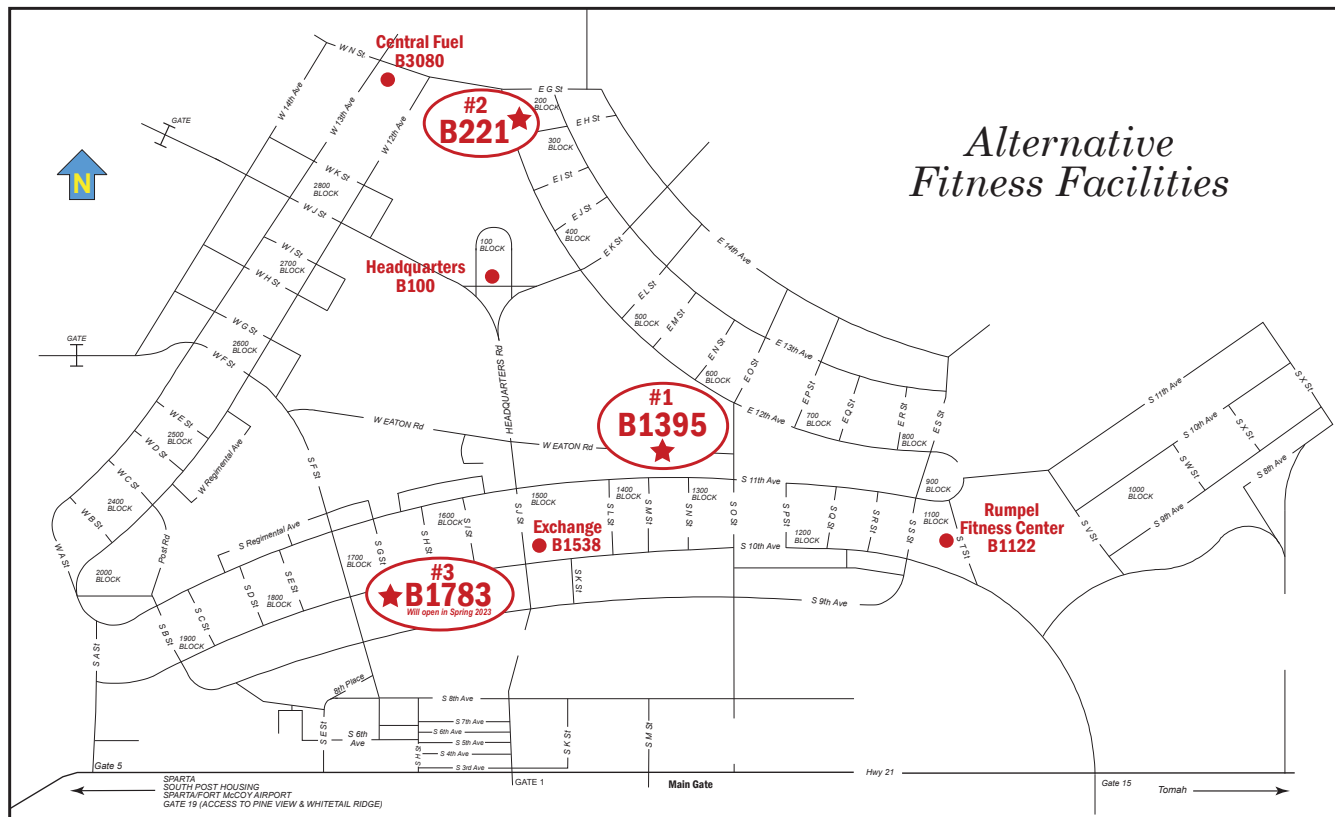 Alternative
Fitness Facilities
N
Central Fuel
B3080
#2
B221
Headquarters
B100
#1
B1395
Exchange
B1538
#3
B1783
Will open in Spring 2023
Rumpel
Fitness Center
B1122
W N St.
W 14th Ave
W 13th Ave
W 12th Ave
GATE
W K St
2800
BLOCK
W J St
W I St
2700
BLOCK
W H St
W G St
2600
BLOCK
GATE
W F St
W E St
2500
BLOCK
W D St
W Regimental Ave
W C St
2400
BLOCK
W B St
W A St
Post Rd
2000
BLOCK
100
BLOCK
HEADQUARTERS Rd
W EATON Rd
W EATON Rd
E G St
200
BLOCK
E H St
300
BLOCK
E I St
E J St
400
BLOCK
E K St
E 14th Ave
E L St
500
BLOCK
E M St
E N St
600
BLOCK
E O St
E 13th Ave
E P St
E 12th Ave
700
BLOCK
E Q St
E R St
800
BLOCK
E S St
900
BLOCK
S 11th Ave
S 11th Ave
S 10th Ave
S X St
S X St
S W St
S 8th Ave
1000
BLOCK
S 9th Ave
S V St
1100
BLOCK
S T St
S S St
S R St
S Q St
1200
BLOCK
S P St
S O St
S 10th Ave
1300
BLOCK
S N St
S M St
1400
BLOCK
S L St
1500
BLOCK
S J St
S K St
S 9th Ave
1600
BLOCK
S I St
S H St
S G St
1700
BLOCK
S F St
S Regimental Ave
S E St
1800
BLOCK
S D St
S C St
1900
BLOCK
S B St
S A St
8th Place
S 8th Ave
S 7th Ave
S 6th Ave
S 5th Ave
S 4th Ave
S 3rd Ave
S 6th
Ave
S E St
S H St
S K St
S M St
Gate 5
GATE 1
Main Gate
Hwy 21
Gate 15
Tomah
SPARTA
SOUTH POST HOUSING
SPARTA/FORT McCOY AIRPORT
GATE 19 (ACCESS TO PINE VIEW & WHITETAIL RIDGE)